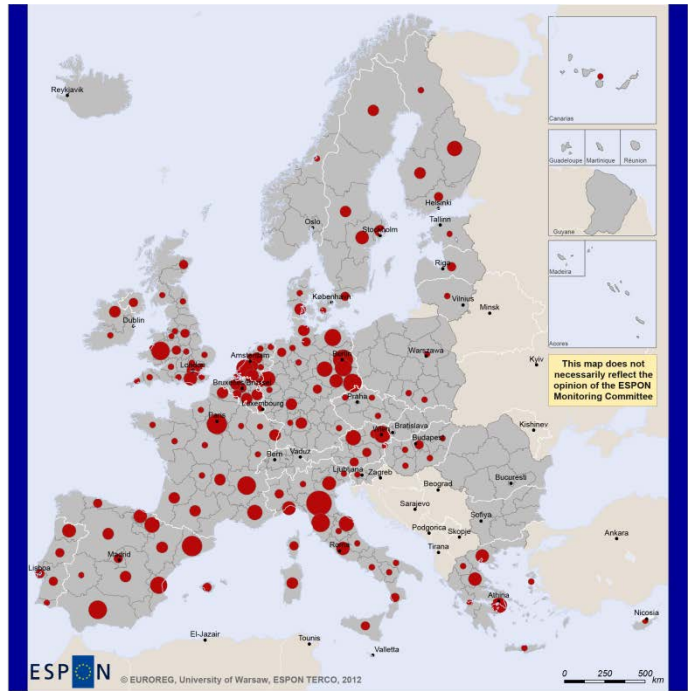 Reykjavik
Canarias
Guadeloupe
Martinique
Réunion
Guyane
Madeira
Acores
Oslo
Helsinki
Tallinn
Stockholm
Riga
København
Vilnius
Minsk
Dublin
Amsterdam
Berlin
Warszawa
London
Kyiv
This map does not
necessarily reflect the
opinion of the ESPON
Monitoring Committee
Luxembourg
Praha
Paris
Wien
Bratislava
Budapest
Kishinev
Bern
Vaduz
Ljubljana
Zagreb
Beograd
Bucuresti
Sarajevo
Sofiya
Podgorica
Skopje
Ankara
Roma
Tirana
Madrid
Lisboa
Athina
Nicosia
El-Jazair
Tounis
Valletta
ESPON
© EUROREG, University of Warsaw, ESPON TERCO, 2012
0 250 500
km